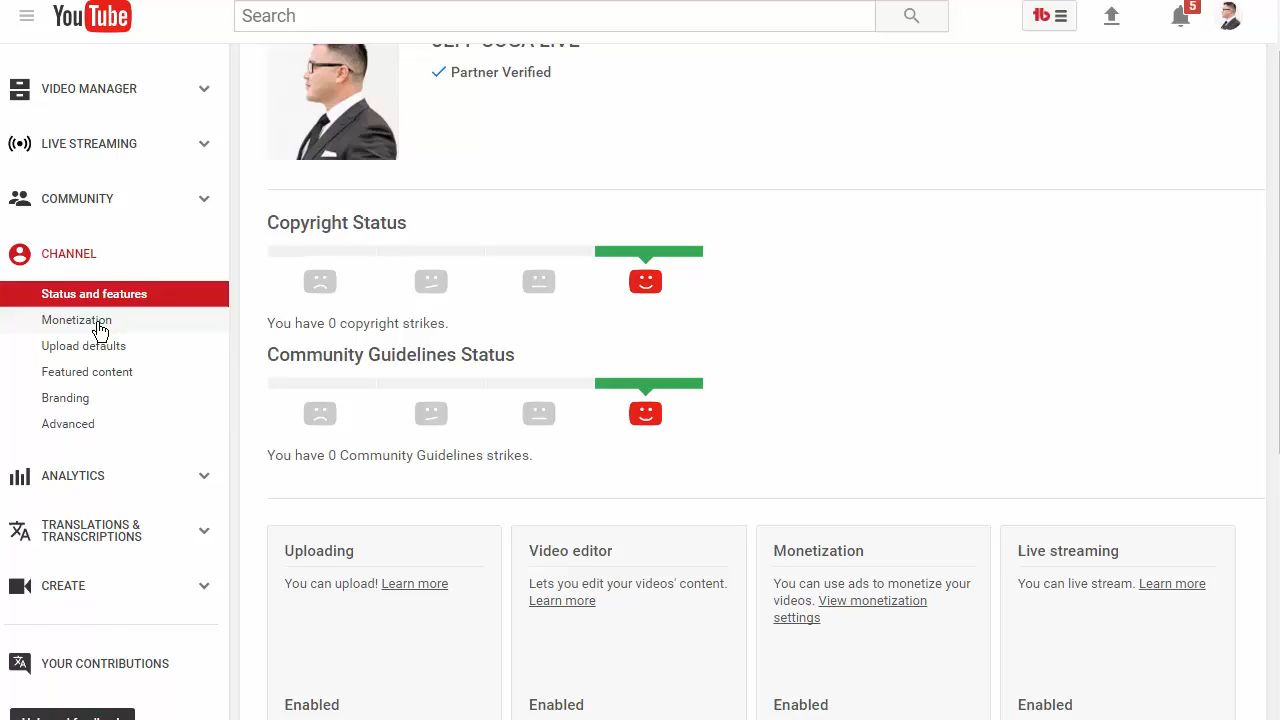 YouTube
Search
5
Partner Verified
VIDEO MANAGER
LIVE STREAMING
COMMUNITY
CHANNEL
Status and features
Monetization
Upload defaults
Featured content
Branding
Advanced
ANALYTICS
TRANSLATIONS &
TRANSCRIPTIONS
CREATE
YOUR CONTRIBUTIONS
Copyright Status
You have 0 copyright strikes.
Community Guidelines Status
You have 0 Community Guidelines strikes.
Uploading
You can upload! Learn more
Enabled
Video editor
Lets you edit your videos' content.
Learn more
Enabled
Monetization
You can use ads to monetize your
videos. View monetization
settings
Enabled
Live streaming
You can live stream. Learn more
Enabled